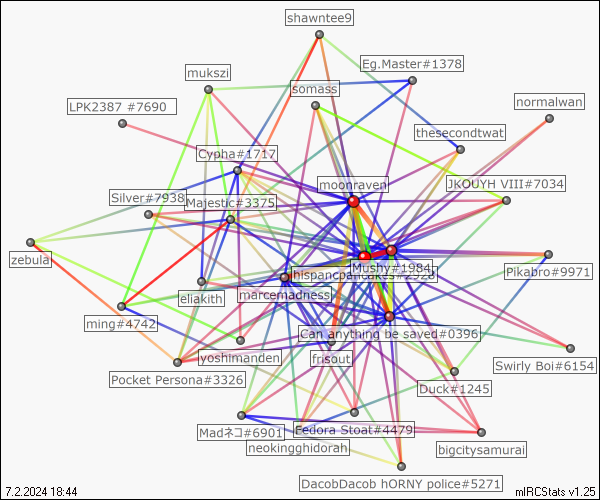 shawntee9
Eg.Master#1378
mukszi
somass
LPK2387 #7690
normalwan
thesecondtwat
Cypha#1717
moonraven
JKOUYH VIII#7034
Silver#7938
Majestic#3375
zebula
Mushy#1984
hispancpancakes#2928
Pikabro#9971
eliakith
marcemadness
ming#4742
Can anything be saved#0396
yoshimanden
frisout
Swirly Boi#6154
Pocket Persona#3326
Duck#1245
Madネコ#6901
Fedora Stoat#4479
neokingghidorah
bigcitysamurai
DacobDacob hORNY police#5271
7.2.2024 18:44
mIRCStats v1.25